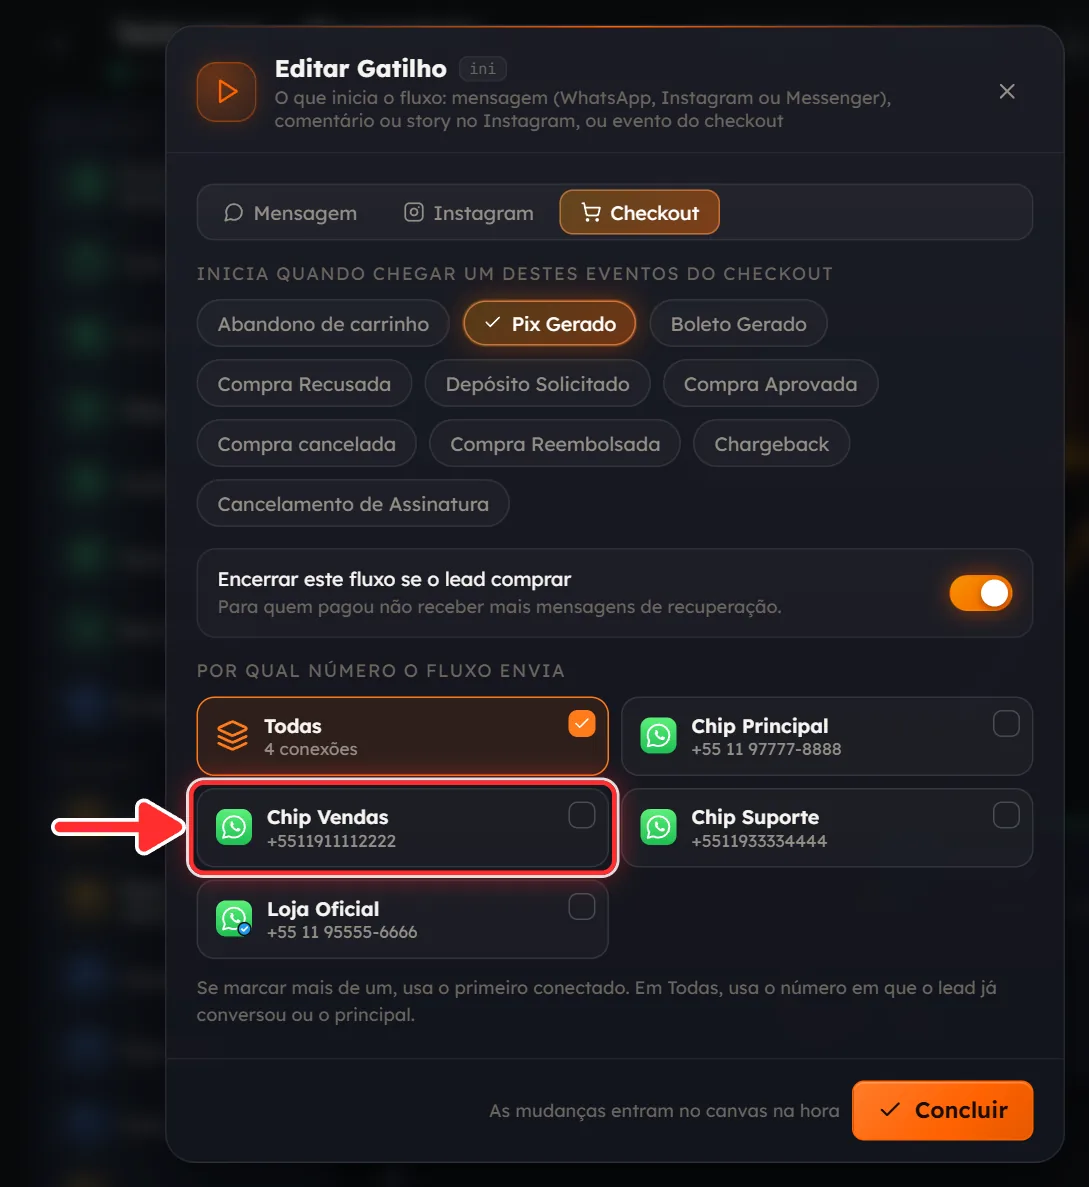 Editar Gatilho ini
O que inicia o fluxo: mensagem (WhatsApp, Instagram ou Messenger),
comentário ou story no Instagram, ou evento do checkout
Mensagem Instagram Checkout
INICIA QUANDO CHEGAR UM DESTES EVENTOS DO CHECKOUT
Abandono de carrinho Pix Gerado Boleto Gerado
Compra Recusada Depósito Solicitado Compra Aprovada
Compra cancelada Compra Reembolsada Chargeback
Cancelamento de Assinatura
Encerrar este fluxo se o lead comprar
Para quem pagou não receber mais mensagens de recuperação.
POR QUAL NÚMERO O FLUXO ENVIA
Todas
4 conexões
Chip Principal
+55 11 97777-8888
Chip Vendas
+5511911112222
Chip Suporte
+5511933334444
Loja Oficial
+55 11 95555-6666
Se marcar mais de um, usa o primeiro conectado. Em Todas, usa o número em que o lead já
conversou ou o principal.
As mudanças entram no canvas na hora Concluir